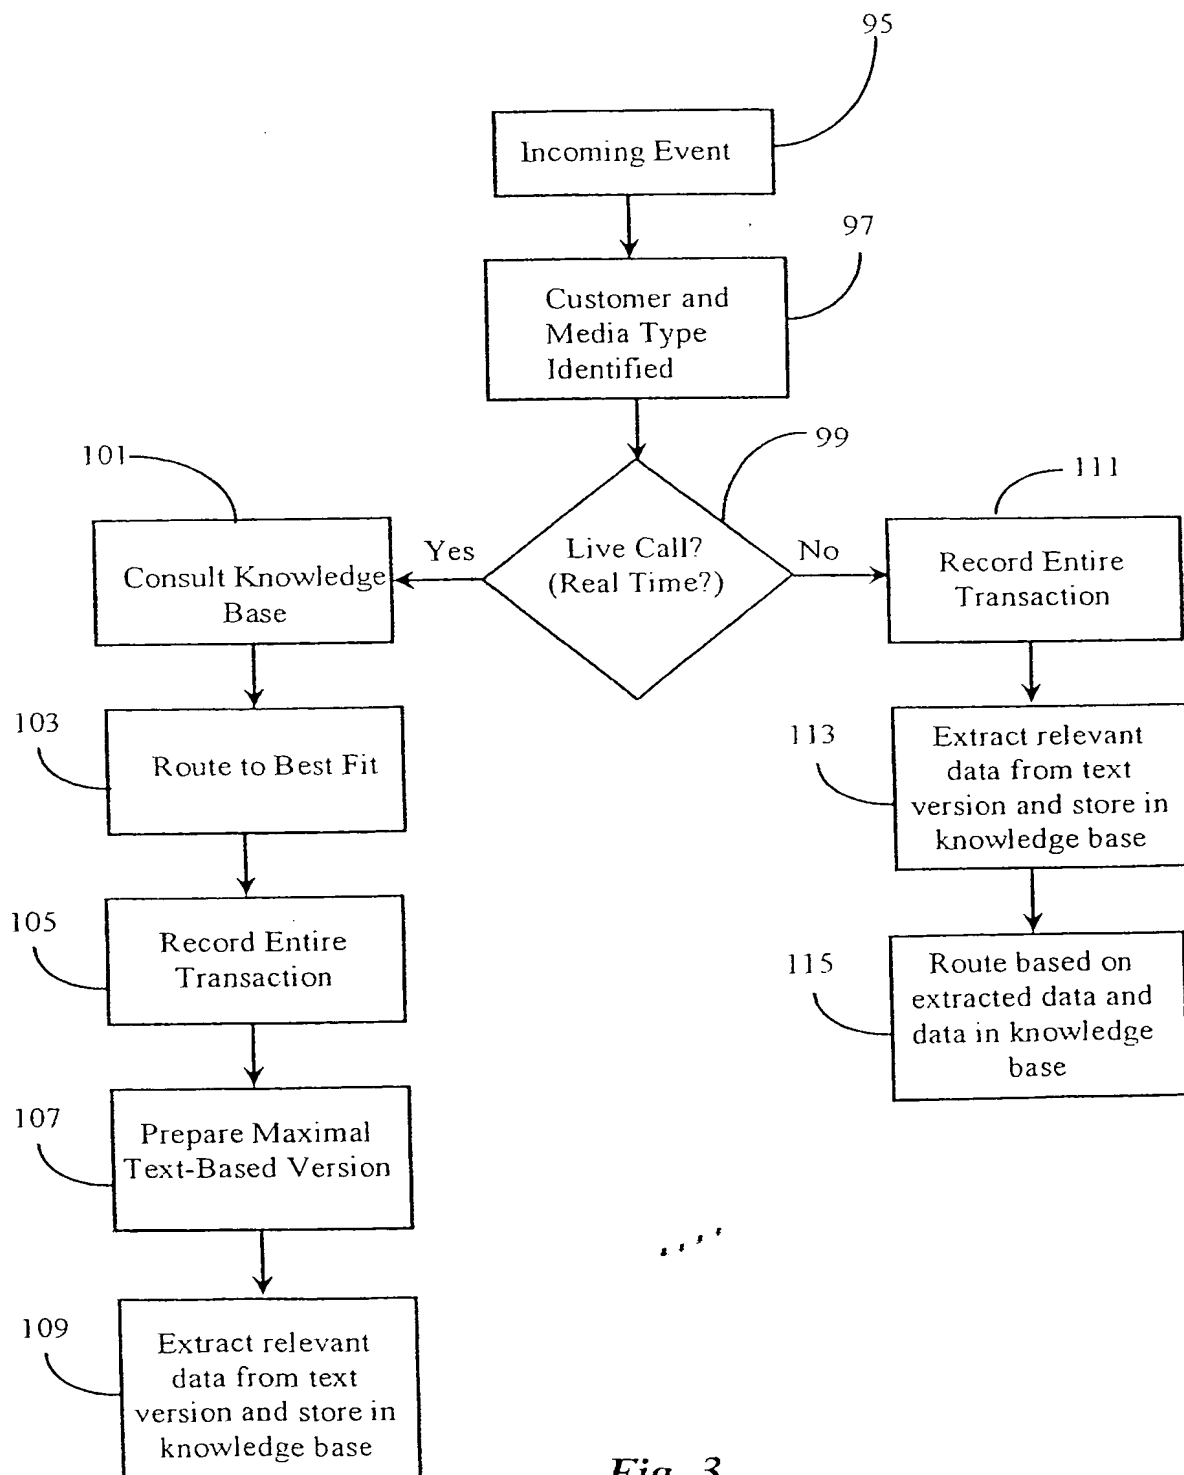 95
Incoming Event
97
Customer and
Media Type
Identified
99
Live Call?
(Real Time?)
Yes
No
101
Consult Knowledge
Base
103
Route to Best Fit
105
Record Entire
Transaction
107
Prepare Maximal
Text-Based Version
109
Extract relevant
data from text
version and store in
knowledge base
111
Record Entire
Transaction
113
Extract relevant
data from text
version and store in
knowledge base
115
Route based on
extracted data and
data in knowledge
base
Fig. 3